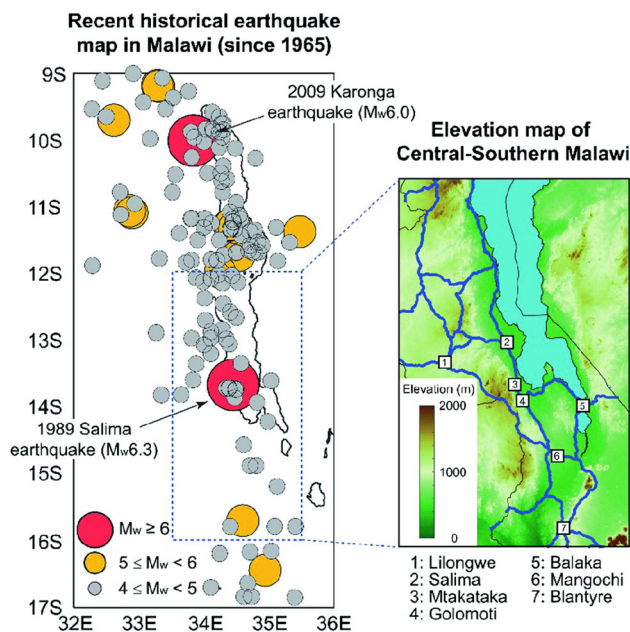 Recent historical earthquake
map in Malawi (since 1965)
9S
10S
11S
12S
13S
14S
15S
16S
17S
32E
33E
34E
35E
36E
2009 Karonga
earthquake (Mw6.0)
1989 Salima
earthquake (Mw6.3)
Mw ≥ 6
5 ≤ Mw < 6
4 ≤ Mw < 5
Elevation map of
Central-Southern Malawi
Elevation (m)
2000
1000
0
1
2
3
4
5
6
7
1: Lilongwe
2: Salima
3: Mtakataka
4: Golomoti
5: Balaka
6: Mangochi
7: Blantyre